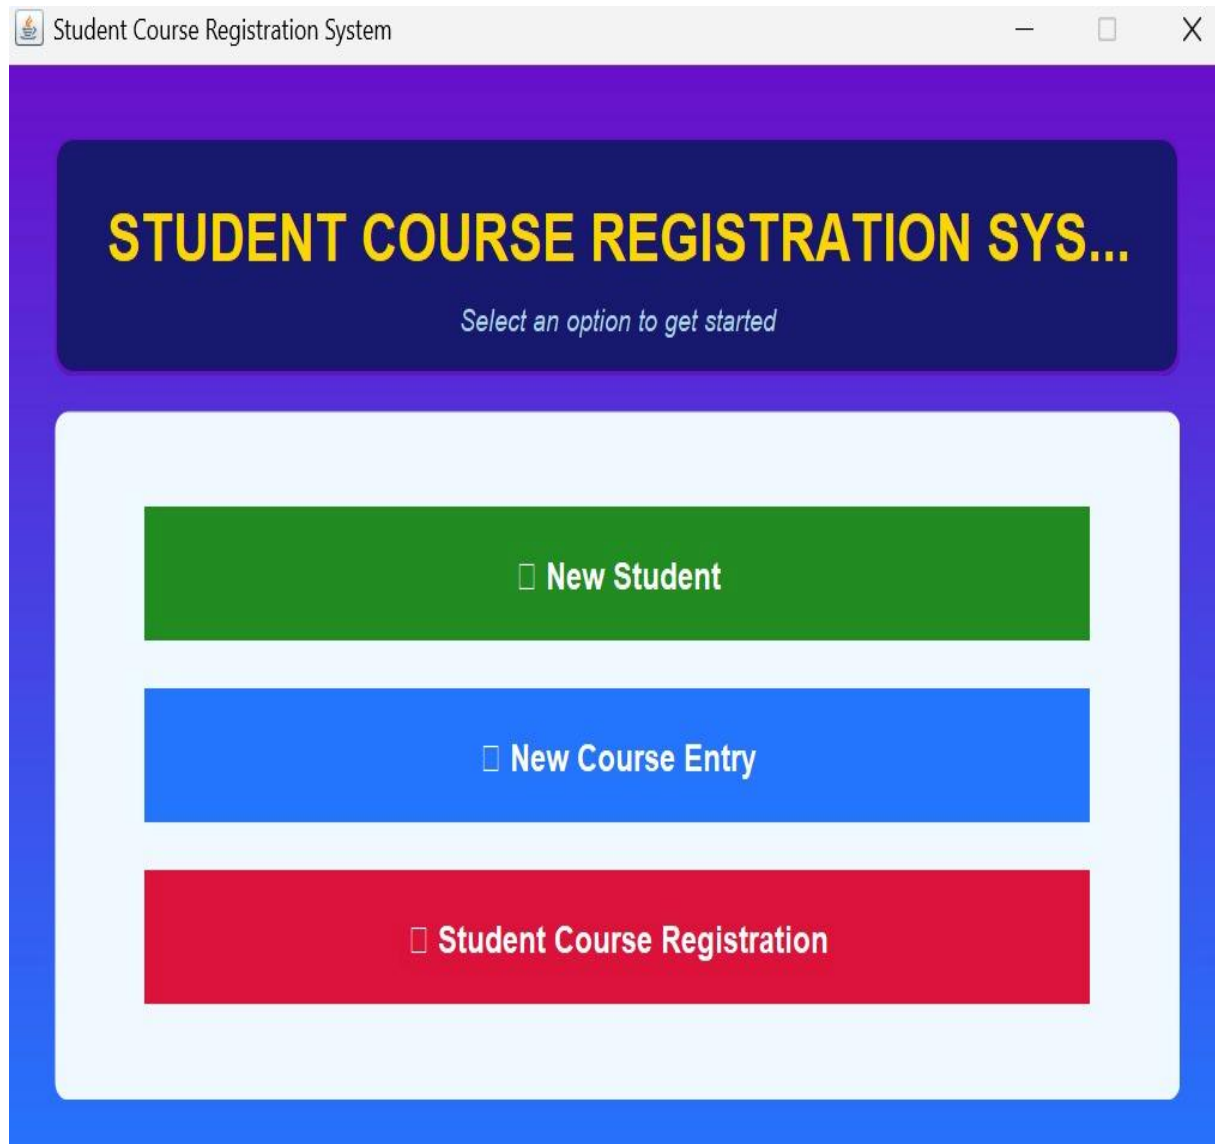 Student Course Registration System
STUDENT COURSE REGISTRATION SYS...
Select an option to get started
New Student
New Course Entry
Student Course Registration